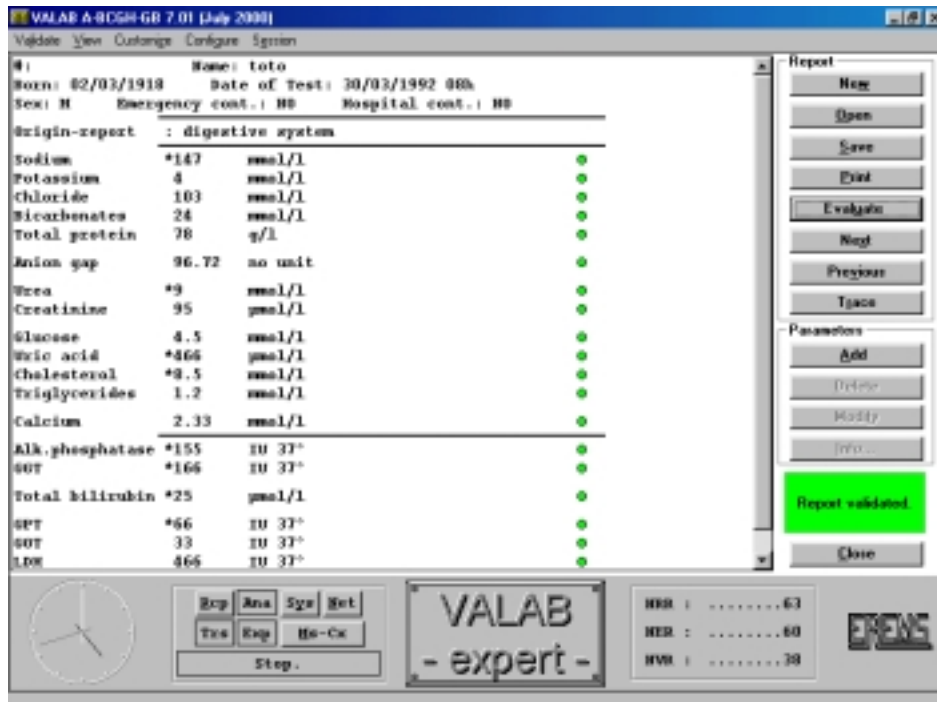 VALAB A-BCGH-GB 7.01 (July 2000)
Validate View Customize Configure Session
#: Name: toto
Born: 02/03/1918 Date of Test: 30/03/1992 08h
Sex: M Emergency cont.: NO Hospital cont.: NO
Origin-report : digestive system
Sodium *147 mmol/l
Potassium 4 mmol/l
Chloride 103 mmol/l
Bicarbonates 24 mmol/l
Total protein 78 g/l
Anion gap 96.72 no unit
Urea *9 mmol/l
Creatinine 95 µmol/l
Glucose 4.5 mmol/l
Uric acid *466 µmol/l
Cholesterol *8.5 mmol/l
Triglycerides 1.2 mmol/l
Calcium 2.33 mmol/l
Alk.phosphatase *155 IU 37°
GGT *166 IU 37°
Total bilirubin *25 µmol/l
GPT *66 IU 37°
GOT 33 IU 37°
LDH 466 IU 37°
Report
New
Open
Save
Print
Evaluate
Next
Previous
Trace
Parameters
Add
Delete
Modify
Info...
Report validated.
Close
Rcp Ana Sys Net
Trs Exp Ms-Cx
Stop.
VALAB
- expert -
NRR : ........63
NER : ........60
NVR : ........38
EREMS